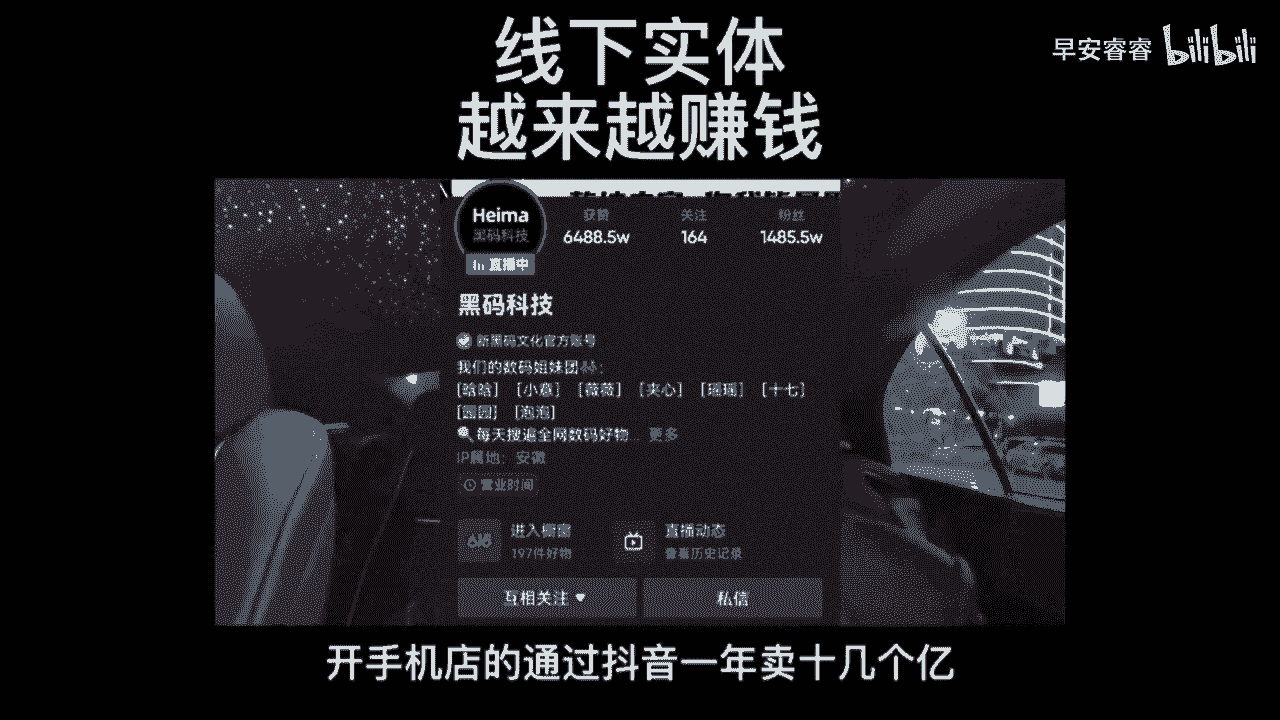 线下实体
越来越赚钱
早安睿睿 bilibili
Heima
黑码科技
直播中
获赞 关注 粉丝
6488.5w 164 1485.5w
黑码科技
新黑码文化官方账号
我们的数码姐妹团
[哈哈] [小意] [薇薇] [夹心] [瑶瑶] [十七]
[圆圆] [泡泡]
每天搜遍全网数码好物... 更多
IP属地：安徽
营业时间
618
进入橱窗
197件好物
直播动态
查看历史记录
互相关注 私信
开手机店的通过抖音一年卖十几个亿